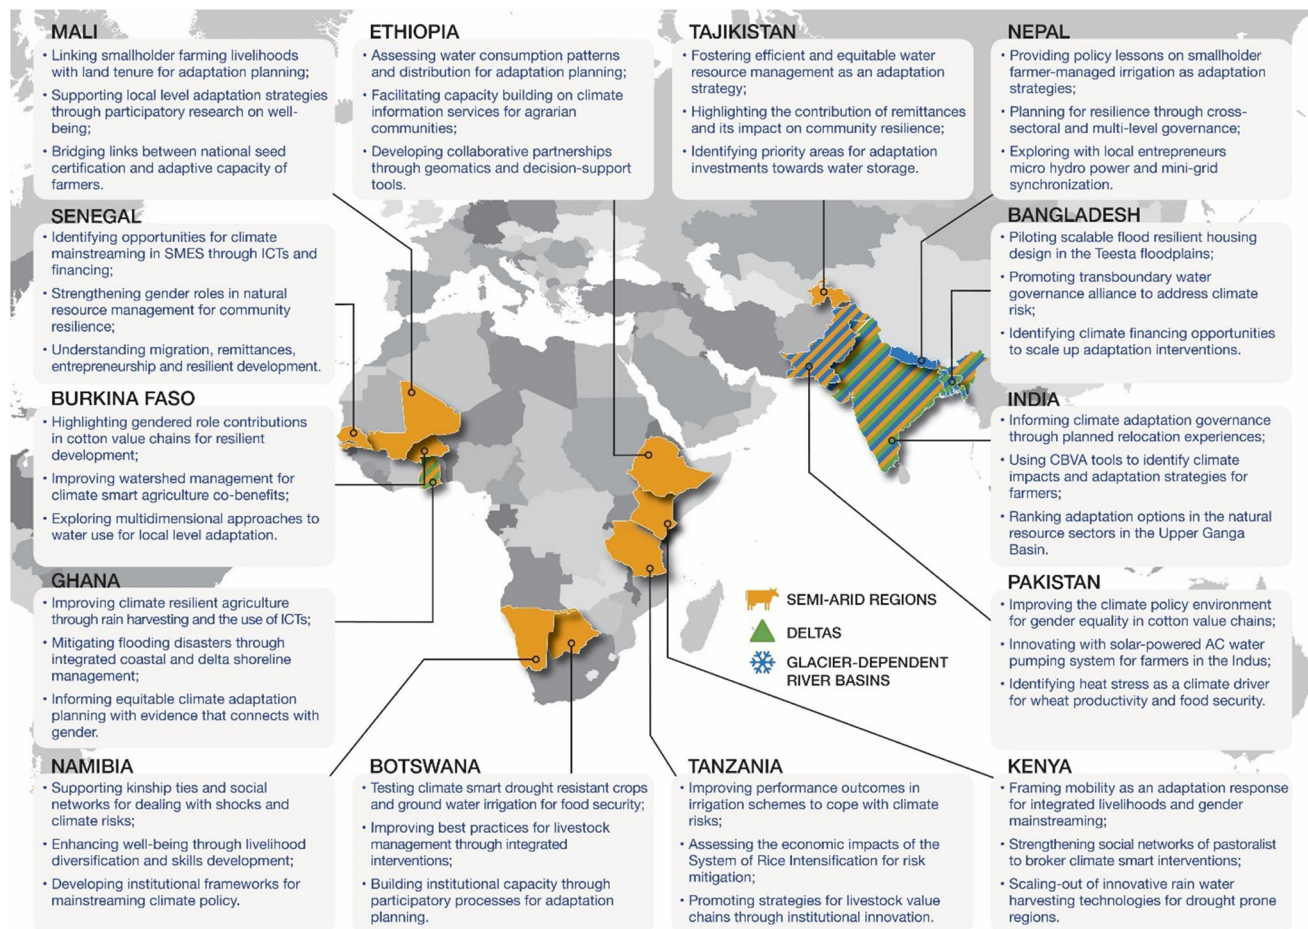 MALI
• Linking smallholder farming livelihoods
with land tenure for adaptation planning;
• Supporting local level adaptation strategies
through participatory research on well-
being;
• Bridging links between national seed
certification and adaptive capacity of
farmers.
ETHIOPIA
• Assessing water consumption patterns
and distribution for adaptation planning;
• Facilitating capacity building on climate
information services for agrarian
communities;
• Developing collaborative partnerships
through geomatics and decision-support
tools.
TAJIKISTAN
• Fostering efficient and equitable water
resource management as an adaptation
strategy;
• Highlighting the contribution of remittances
and its impact on community resilience;
• Identifying priority areas for adaptation
investments towards water storage.
NEPAL
• Providing policy lessons on smallholder
farmer-managed irrigation as adaptation
strategies;
• Planning for resilience through cross-
sectoral and multi-level governance;
• Exploring with local entrepreneurs
micro hydro power and mini-grid
synchronization.
SENEGAL
• Identifying opportunities for climate
mainstreaming in SMES through ICTs and
financing;
• Strengthening gender roles in natural
resource management for community
resilience;
• Understanding migration, remittances,
entrepreneurship and resilient development.
BANGLADESH
• Piloting scalable flood resilient housing
design in the Teesta floodplains;
• Promoting transboundary water
governance alliance to address climate
risk;
• Identifying climate financing opportunities
to scale up adaptation interventions.
BURKINA FASO
• Highlighting gendered role contributions
in cotton value chains for resilient
development;
• Improving watershed management for
climate smart agriculture co-benefits;
• Exploring multidimensional approaches to
water use for local level adaptation.
INDIA
• Informing climate adaptation governance
through planned relocation experiences;
• Using CBVA tools to identify climate
impacts and adaptation strategies for
farmers;
• Ranking adaptation options in the natural
resource sectors in the Upper Ganga
Basin.
GHANA
• Improving climate resilient agriculture
through rain harvesting and the use of ICTs;
• Mitigating flooding disasters through
integrated coastal and delta shoreline
management;
• Informing equitable climate adaptation
planning with evidence that connects with
gender.
SEMI-ARID REGIONS
DELTAS
GLACIER-DEPENDENT
RIVER BASINS
PAKISTAN
• Improving the climate policy environment
for gender equality in cotton value chains;
• Innovating with solar-powered AC water
pumping system for farmers in the Indus;
• Identifying heat stress as a climate driver
for wheat productivity and food security.
NAMIBIA
• Supporting kinship ties and social
networks for dealing with shocks and
climate risks;
• Enhancing well-being through livelihood
diversification and skills development;
• Developing institutional frameworks for
mainstreaming climate policy.
BOTSWANA
• Testing climate smart drought resistant crops
and ground water irrigation for food security;
• Improving best practices for livestock
management through integrated
interventions;
• Building institutional capacity through
participatory processes for adaptation
planning.
TANZANIA
• Improving performance outcomes in
irrigation schemes to cope with climate
risks;
• Assessing the economic impacts of the
System of Rice Intensification for risk
mitigation;
• Promoting strategies for livestock value
chains through institutional innovation.
KENYA
• Framing mobility as an adaptation response
for integrated livelihoods and gender
mainstreaming;
• Strengthening social networks of pastoralist
to broker climate smart interventions;
• Scaling-out of innovative rain water
harvesting technologies for drought prone
regions.